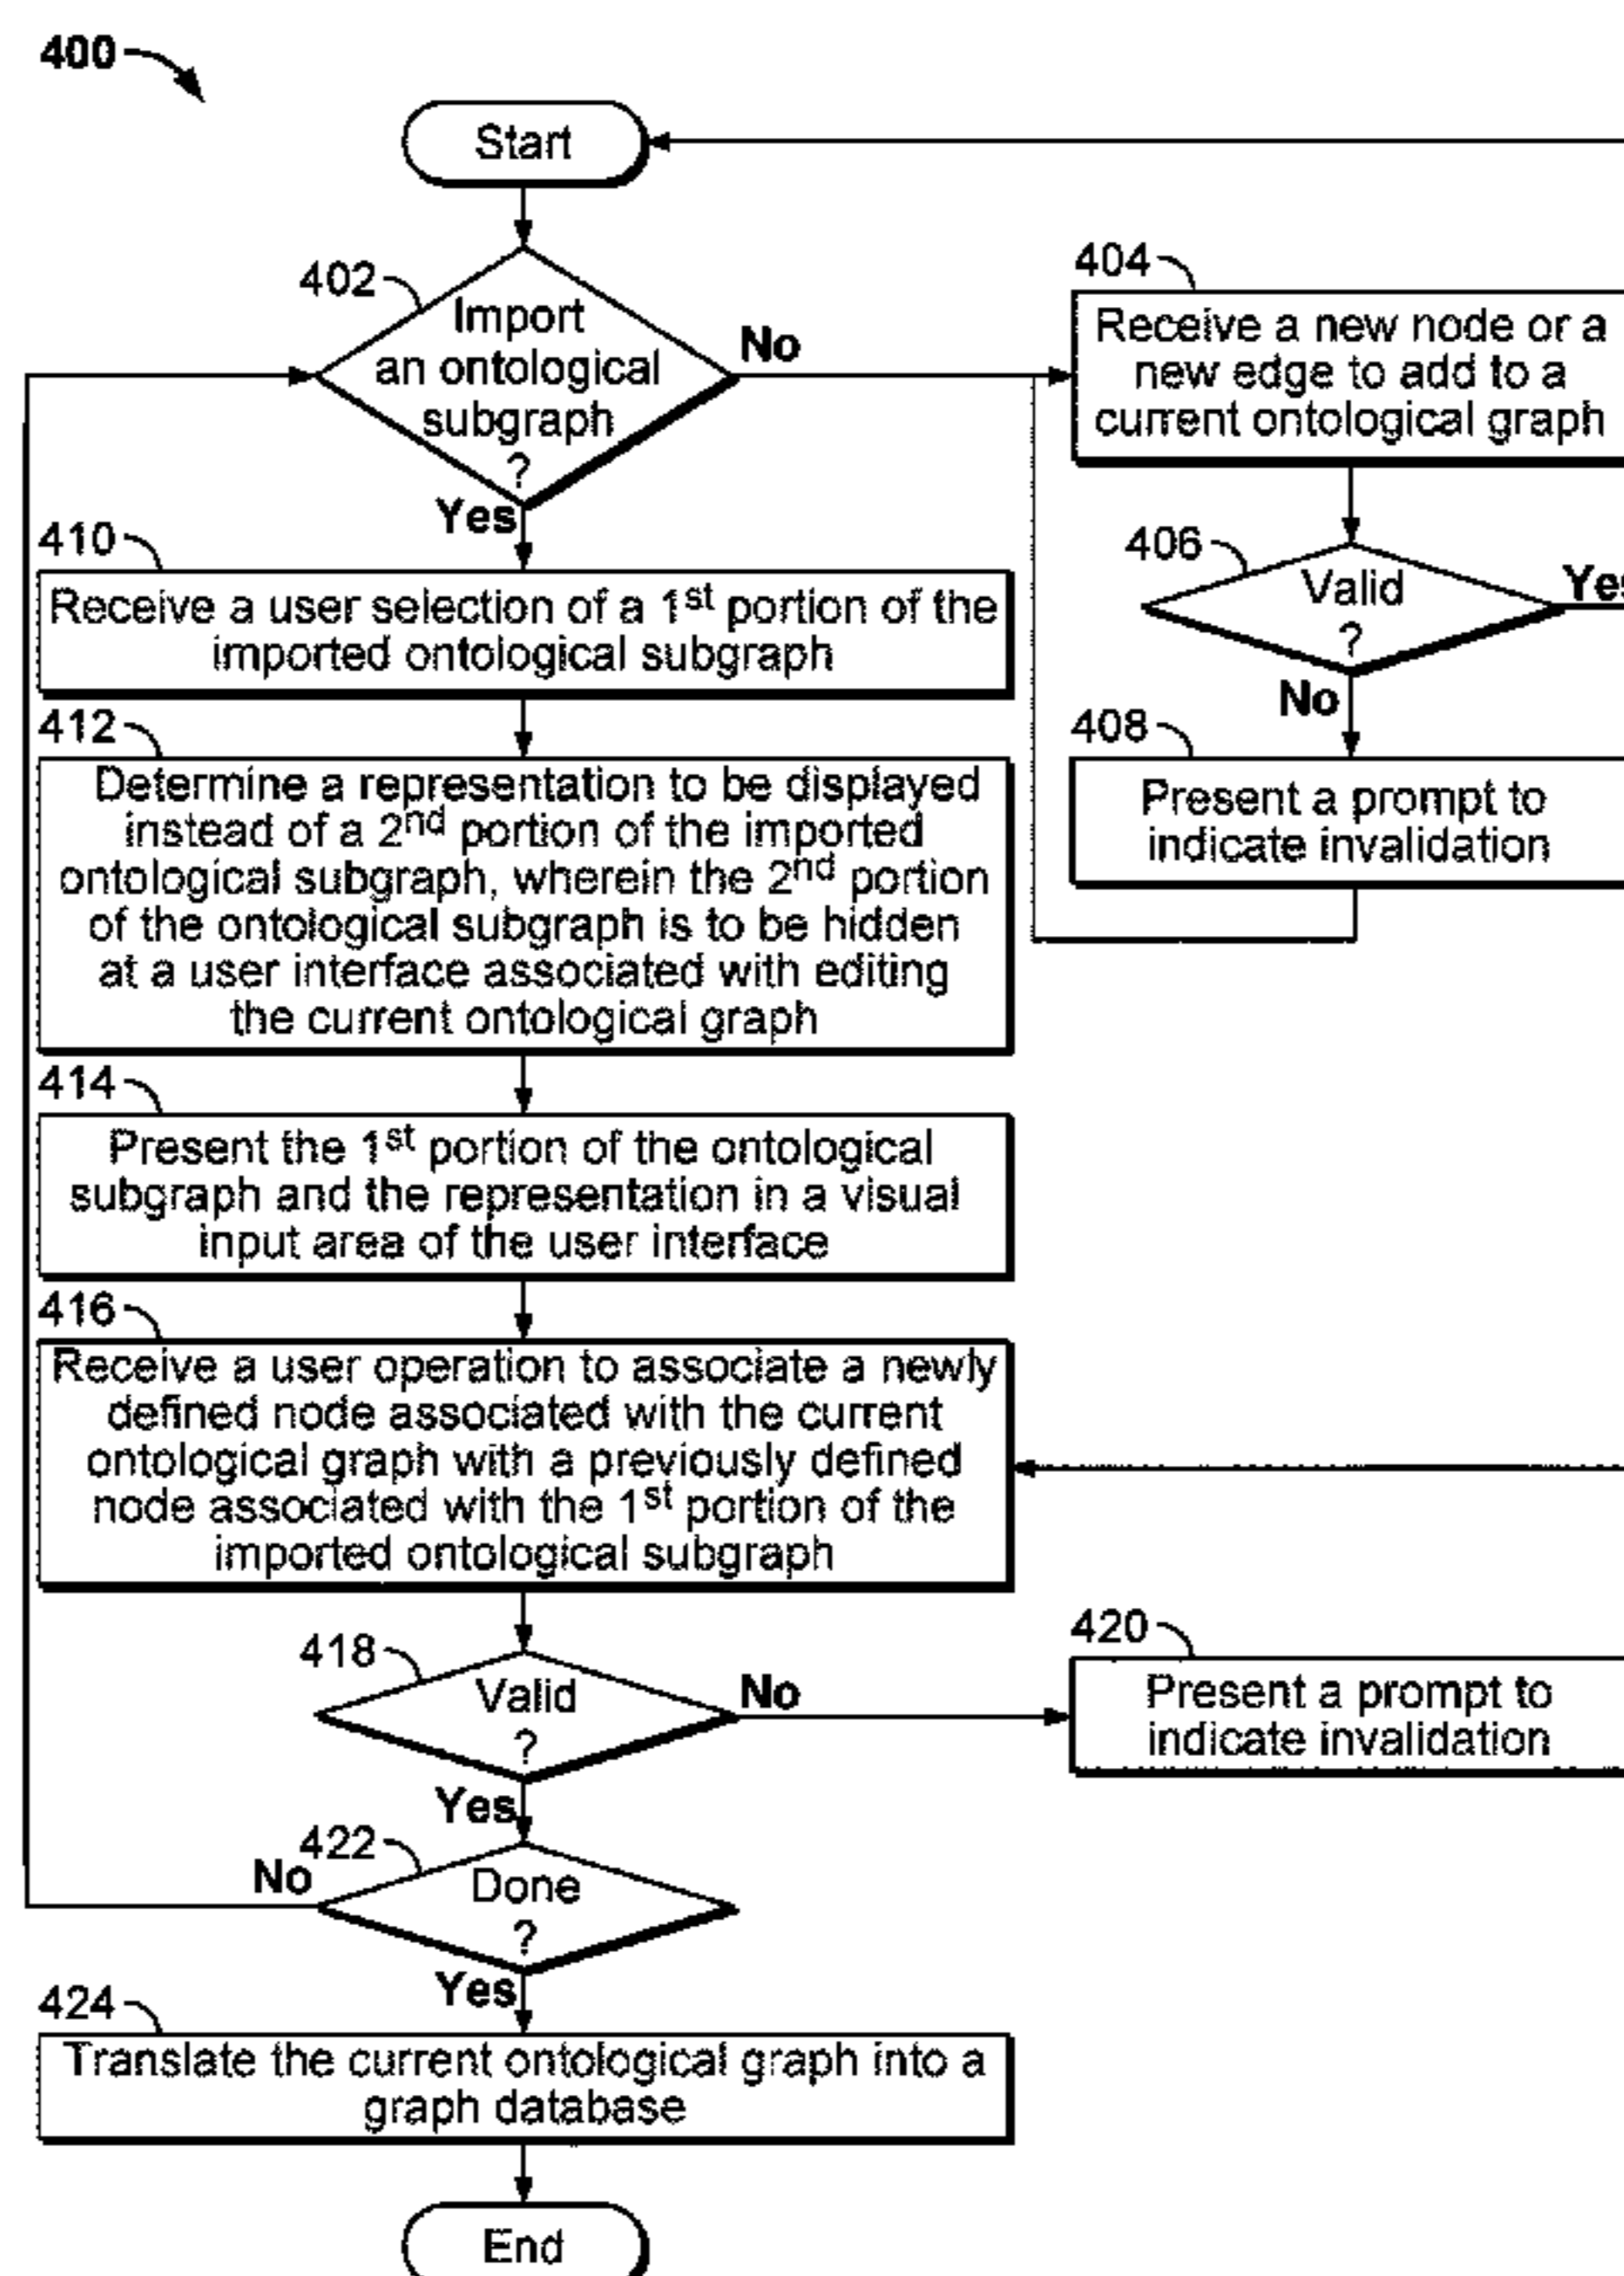 400
Start
402
Import
an ontological
subgraph
?
No
Yes
404
Receive a new node or a
new edge to add to a
current ontological graph
406
Valid
?
Yes
No
408
Present a prompt to
indicate invalidation
410
Receive a user selection of a 1st portion of the
imported ontological subgraph
412
Determine a representation to be displayed
instead of a 2nd portion of the imported
ontological subgraph, wherein the 2nd portion
of the ontological subgraph is to be hidden
at a user interface associated with editing
the current ontological graph
414
Present the 1st portion of the ontological
subgraph and the representation in a visual
input area of the user interface
416
Receive a user operation to associate a newly
defined node associated with the current
ontological graph with a previously defined
node associated with the 1st portion of the
imported ontological subgraph
418
Valid
?
No
Yes
420
Present a prompt to
indicate invalidation
422
Done
?
No
Yes
424
Translate the current ontological graph into a
graph database
End